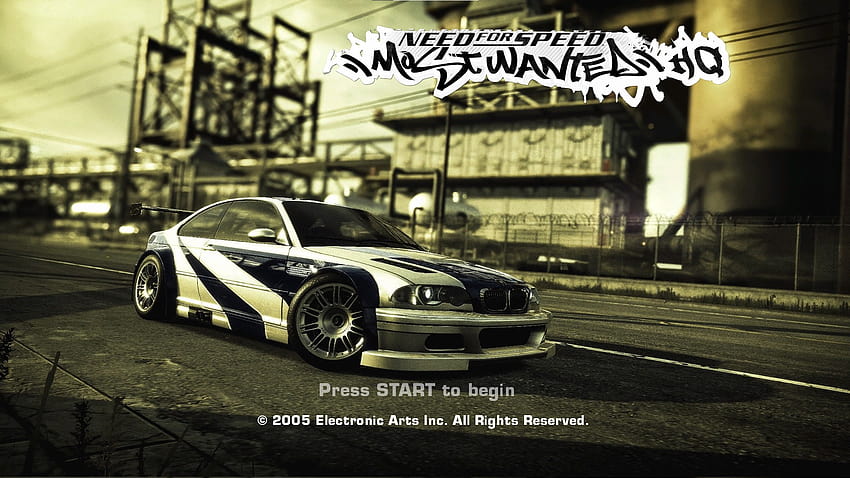 NEED FOR SPEED
MOST WANTED HQ
Press START to begin
© 2005 Electronic Arts Inc. All Rights Reserved.